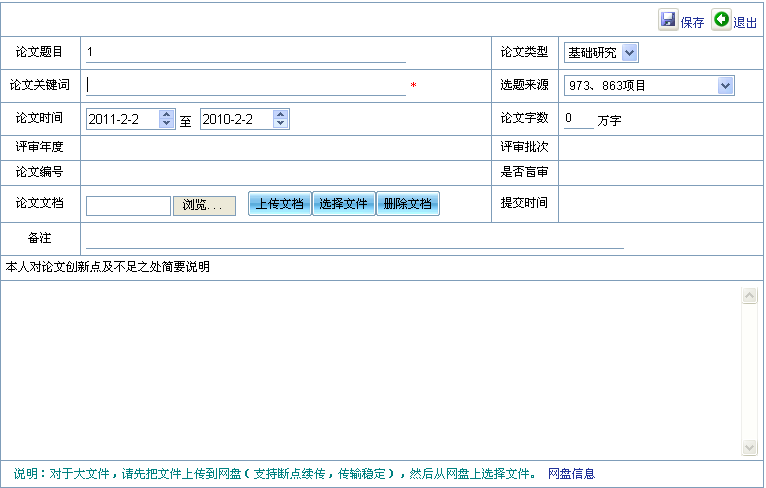 保存 退出
论文题目 1 论文类型 基础研究
论文关键词 * 选题来源 973、863项目
论文时间 2011-2-2 至 2010-2-2 论文字数 0 万字
评审年度 评审批次
论文编号 是否盲审
论文文档 浏览... 上传文档 选择文件 删除文档 提交时间
备注
本人对论文创新点及不足之处简要说明
说明：对于大文件，请先把文件上传到网盘（支持断点续传，传输稳定），然后从网盘上选择文件。 网盘信息